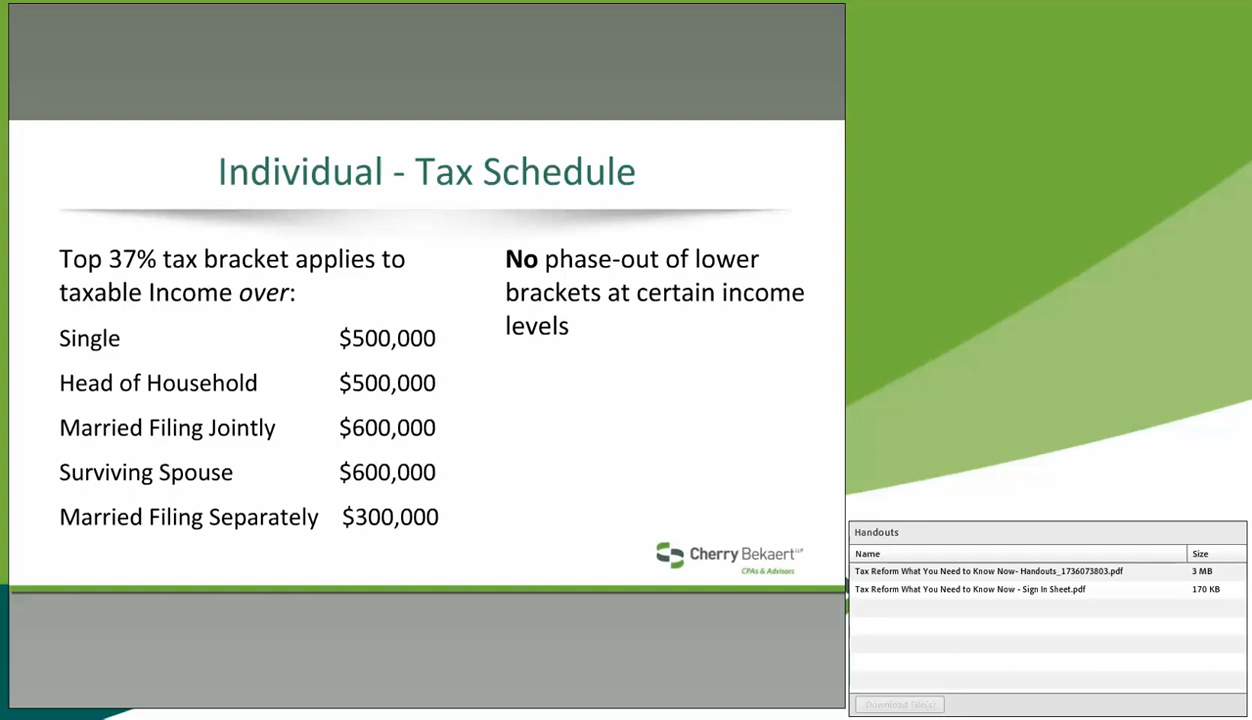 Individual - Tax Schedule
Top 37% tax bracket applies to
taxable Income over:
Single $500,000
Head of Household $500,000
Married Filing Jointly $600,000
Surviving Spouse $600,000
Married Filing Separately $300,000
No phase-out of lower
brackets at certain income
levels
Cherry Bekaert LLP
CPAs & Advisors
Handouts
Name Size
Tax Reform What You Need to Know Now- Handouts_1736073803.pdf 3 MB
Tax Reform What You Need to Know Now - Sign In Sheet.pdf 170 KB
Download File(s)